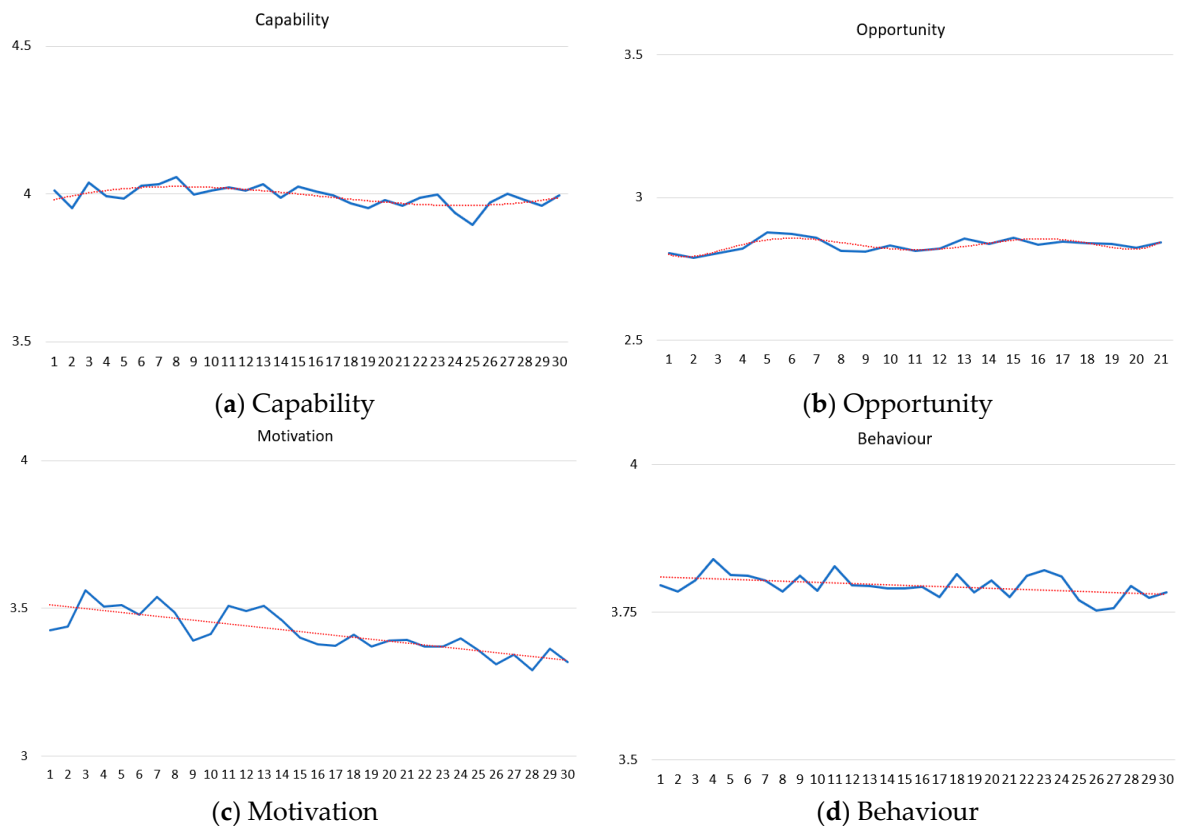 Capability
4.5
4
3.5
1 2 3 4 5 6 7 8 9 10 11 12 13 14 15 16 17 18 19 20 21 22 23 24 25 26 27 28 29 30
(a) Capability
Opportunity
3.5
3
2.5
1 2 3 4 5 6 7 8 9 10 11 12 13 14 15 16 17 18 19 20 21
(b) Opportunity
Motivation
4
3.5
3
1 2 3 4 5 6 7 8 9 10 11 12 13 14 15 16 17 18 19 20 21 22 23 24 25 26 27 28 29 30
(c) Motivation
Behaviour
4
3.75
3.5
1 2 3 4 5 6 7 8 9 10 11 12 13 14 15 16 17 18 19 20 21 22 23 24 25 26 27 28 29 30
(d) Behaviour